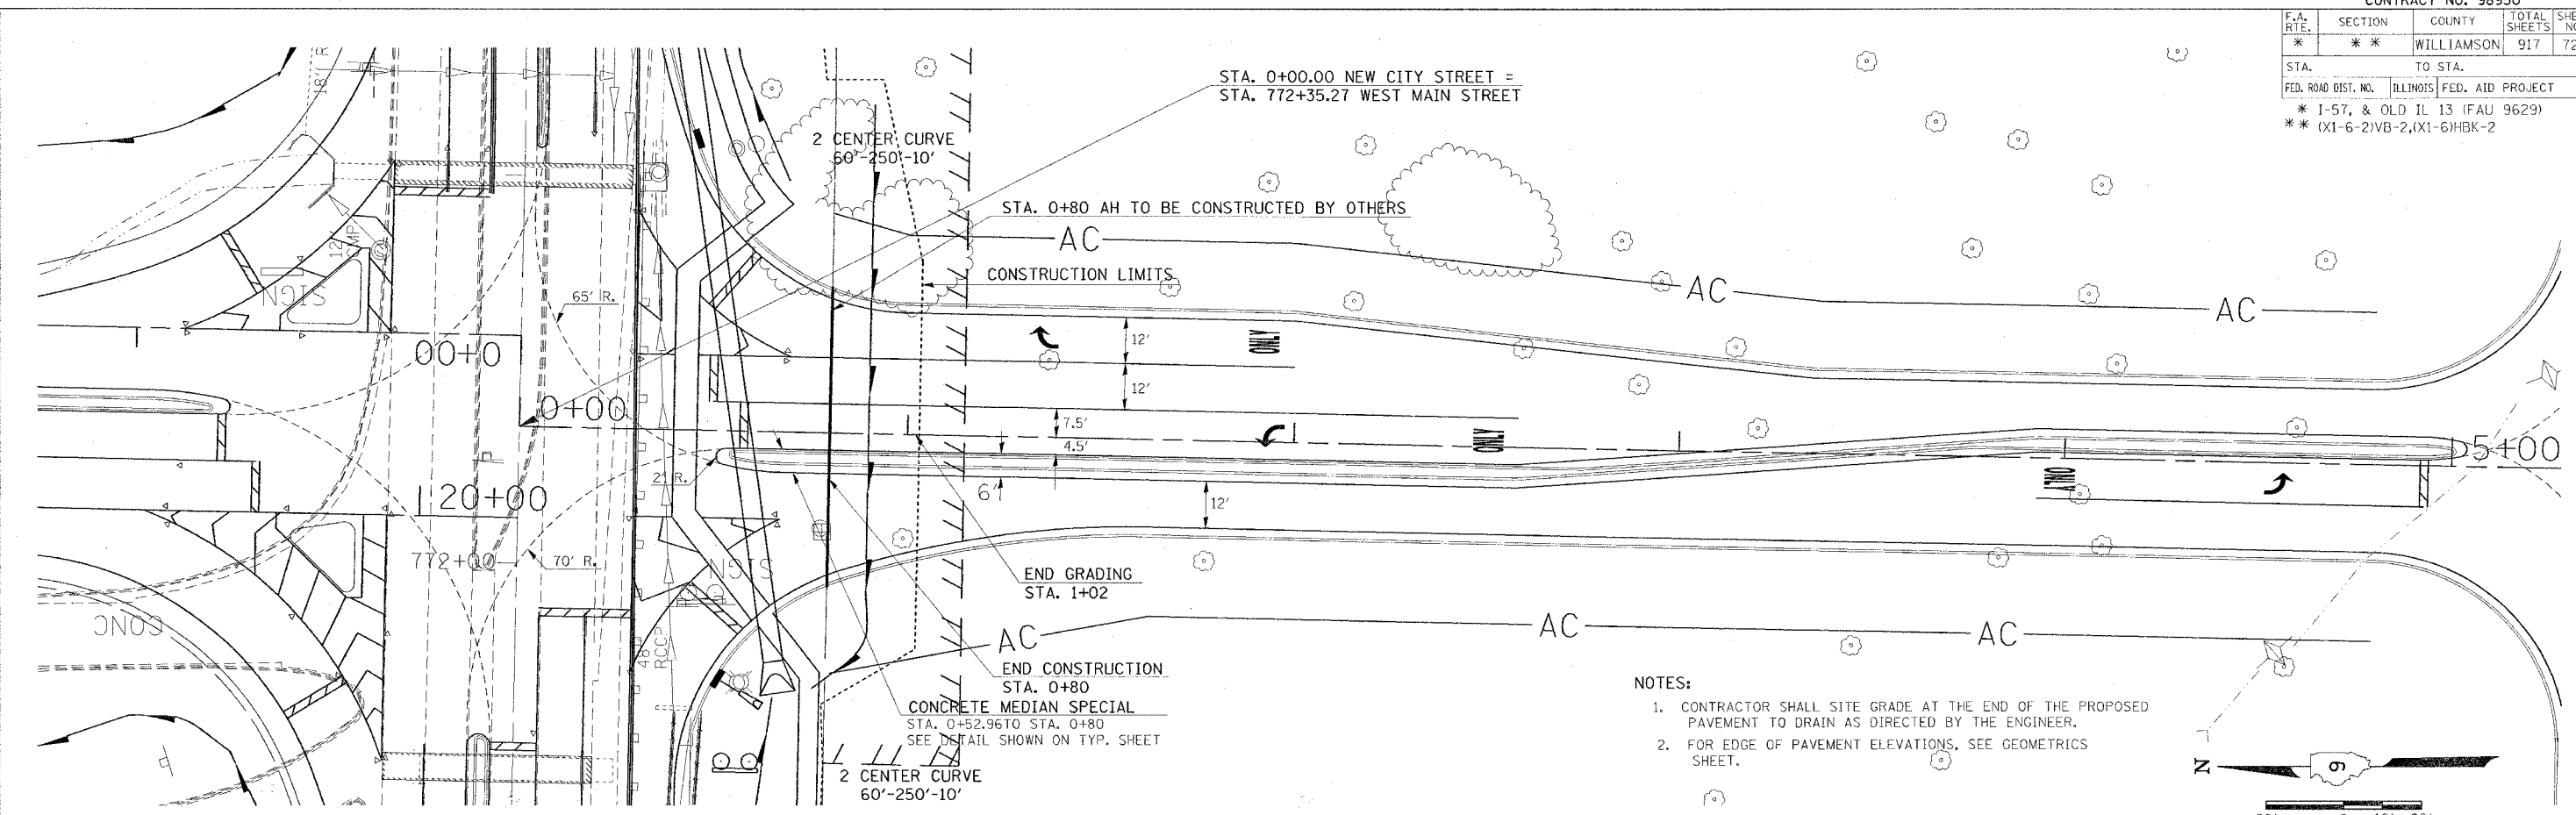 F.A. RTE. SECTION COUNTY TOTAL SHEETS
* * * WILLIAMSON 917
STA. TO STA.
FED. ROAD DIST. NO. ILLINOIS FED. AID PROJECT
* I-57, & OLD IL 13 (FAU 9629)
** (X1-6-2)VB-2,(X1-6)HBK-2
STA. 0+00.00 NEW CITY STREET =
STA. 772+35.27 WEST MAIN STREET
2 CENTER CURVE
60'-250'-10'
STA. 0+80 AH TO BE CONSTRUCTED BY OTHERS
AC
CONSTRUCTION LIMITS
AC
AC
18'
12"
SIGN
65' R.
00+0
0+00
12'
12'
7.5'
4.5'
ONLY
ONLY
ONLY
5+00
2' R.
6'
12'
120+00
772+00
70' R.
SIGN
CONC
RCCP
END GRADING
STA. 1+02
AC
AC
AC
END CONSTRUCTION
STA. 0+80
CONCRETE MEDIAN SPECIAL
STA. 0+52.96TO STA. 0+80
SEE DETAIL SHOWN ON TYP. SHEET
2 CENTER CURVE
60'-250'-10'
NOTES:
1. CONTRACTOR SHALL SITE GRADE AT THE END OF THE PROPOSED
PAVEMENT TO DRAIN AS DIRECTED BY THE ENGINEER.
2. FOR EDGE OF PAVEMENT ELEVATIONS, SEE GEOMETRICS
SHEET.
N